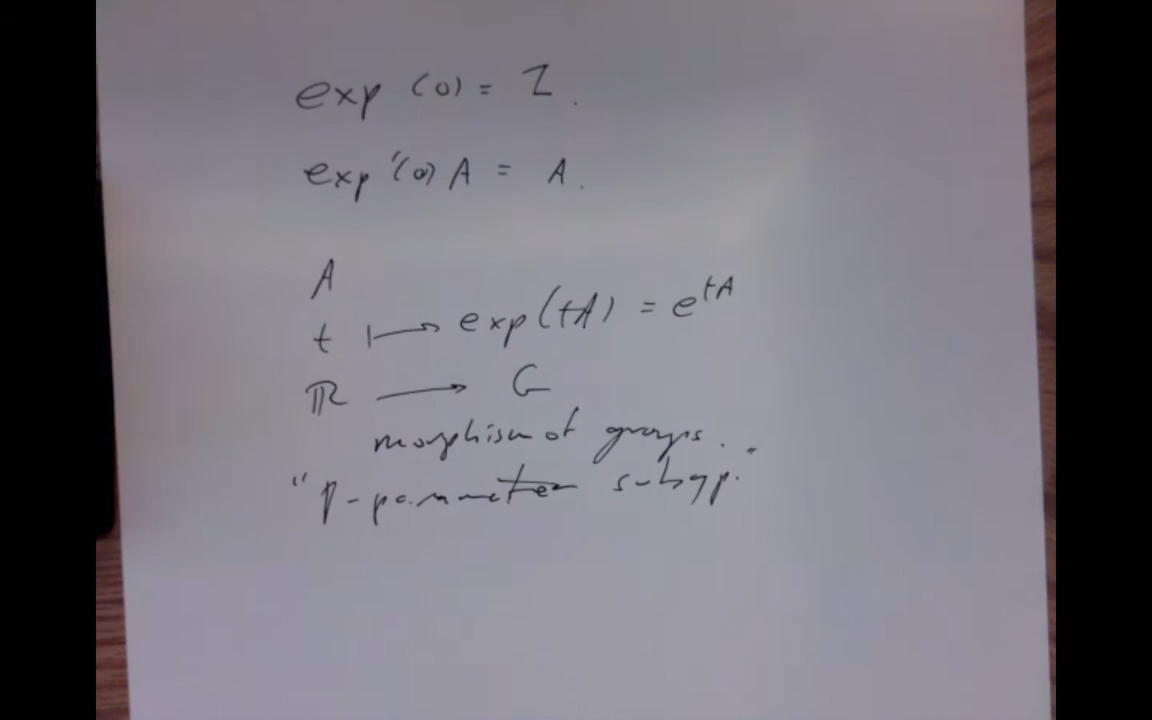 exp (0) = I.
exp'(0) A = A.
A
t ↦ exp(tA) = e^{tA}
ℝ ⟶ G
morphism of groups.
"1-parameter subgp."